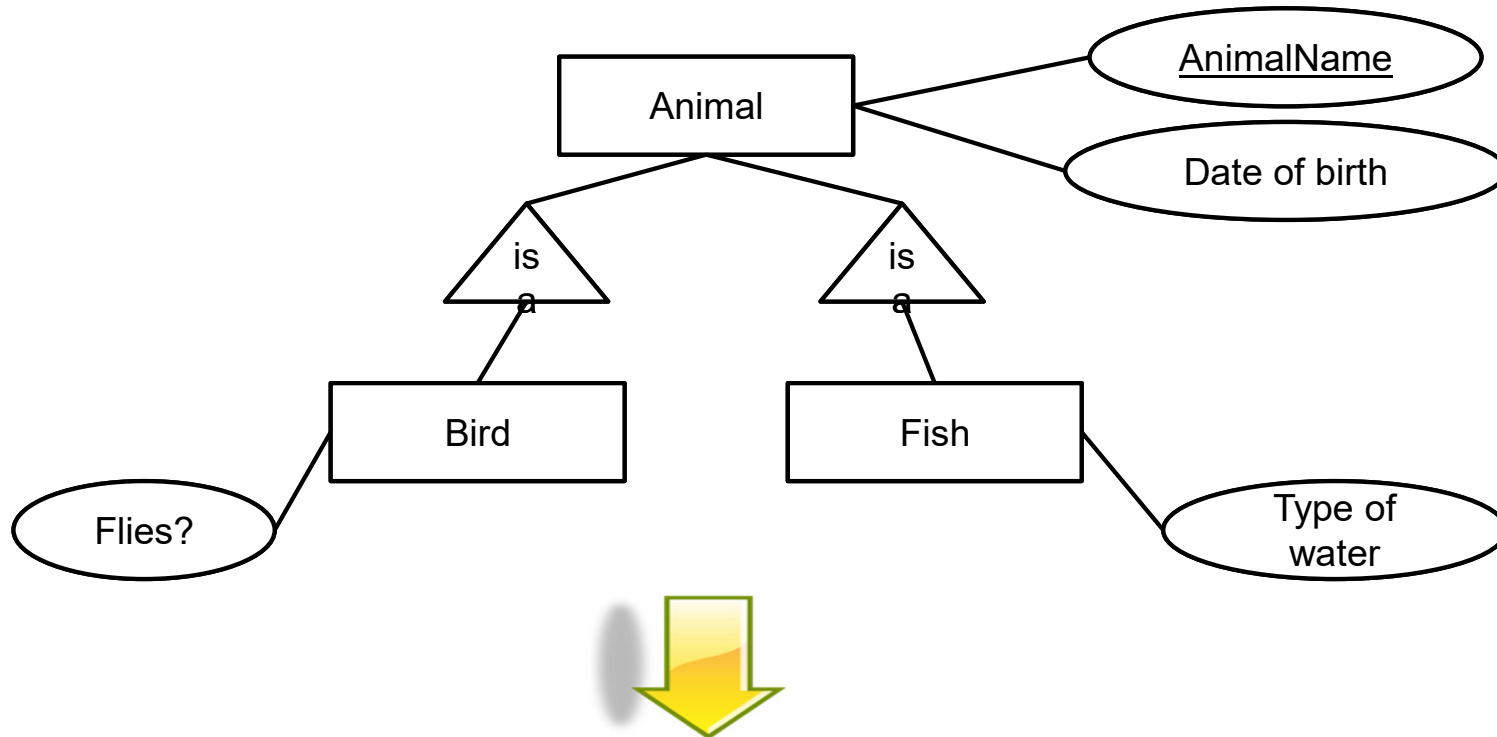 AnimalName
Animal
Date of birth
is
a
is
a
Bird
Fish
Flies?
Type of
water